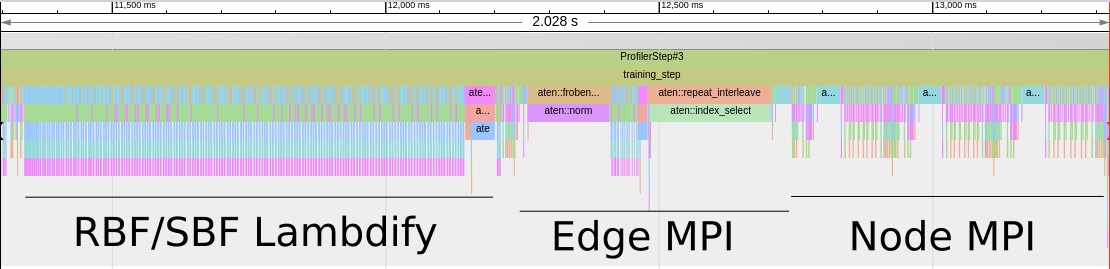 11,500 ms 12,000 ms 12,500 ms 13,000 ms
2.028 s
ProfilerStep#3
training_step
ate... aten::froben... aten::repeat_interleave a... a... a...
a... aten::norm aten::index_select
ate
RBF/SBF Lambdify Edge MPI Node MPI